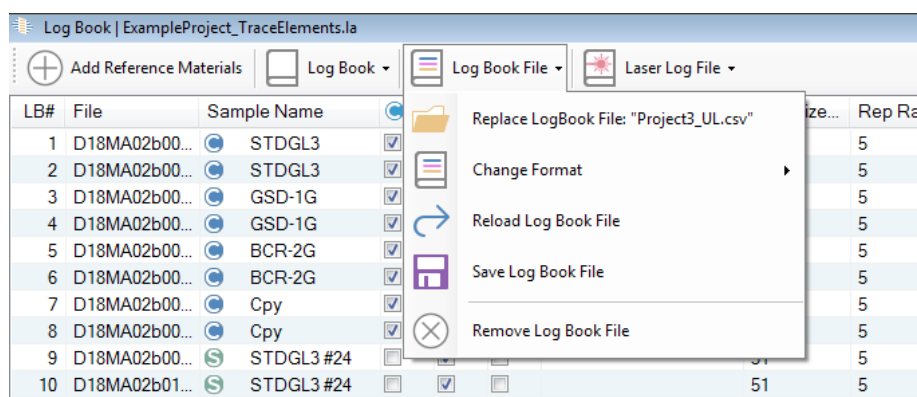 Log Book | ExampleProject_TraceElements.la
Add Reference Materials Log Book Log Book File Laser Log File
LB# File Sample Name C ize... Rep Ra
Replace LogBook File: "Project3_UL.csv"
Change Format
Reload Log Book File
Save Log Book File
Remove Log Book File
1 D18MA02b00... C STDGL3 5
2 D18MA02b00... C STDGL3 5
3 D18MA02b00... C GSD-1G 5
4 D18MA02b00... C GSD-1G 5
5 D18MA02b00... C BCR-2G 5
6 D18MA02b00... C BCR-2G 5
7 D18MA02b00... C Cpy 5
8 D18MA02b00... C Cpy 5
9 D18MA02b00... S STDGL3 #24 51 5
10 D18MA02b01... S STDGL3 #24 51 5